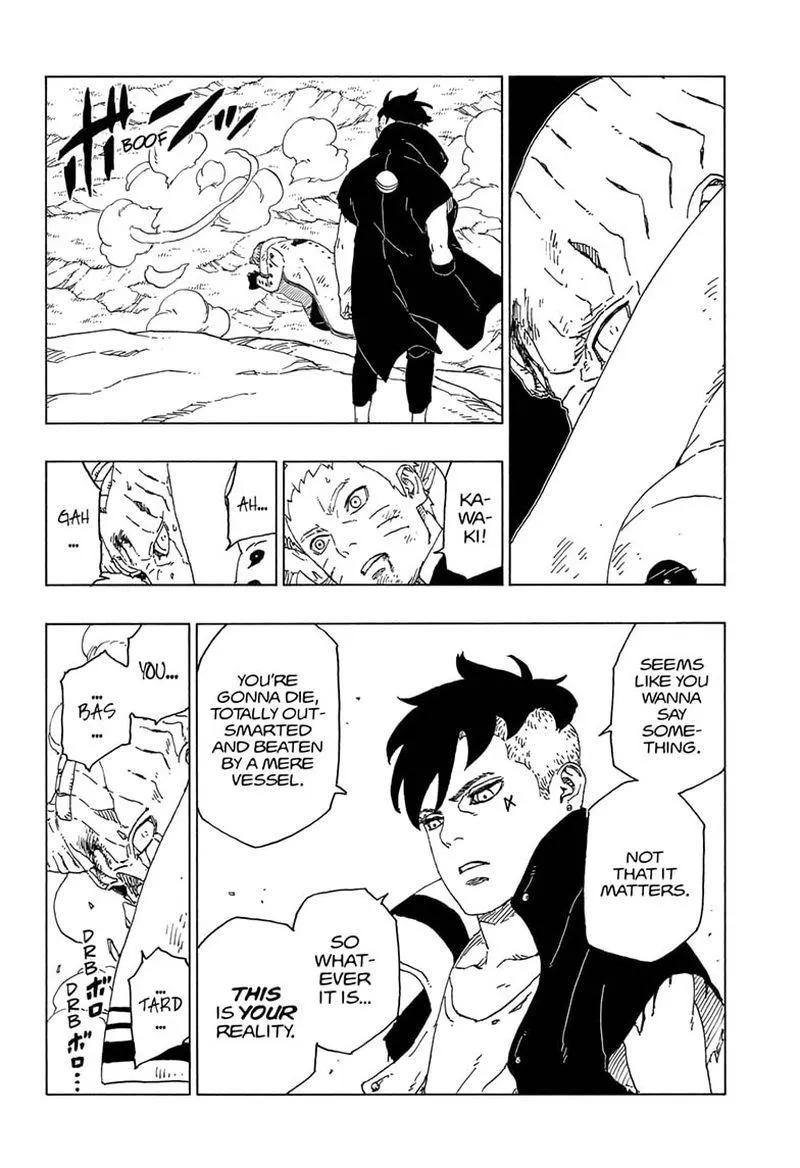 ボンッ
BOOF
KA-
WA-
KI!
AH...
GAH
...
SEEMS
LIKE YOU
WANNA
SAY
SOME-
THING.
NOT
THAT IT
MATTERS.
YOU'RE
GONNA DIE,
TOTALLY OUT-
SMARTED
AND BEATEN
BY A MERE
VESSEL.
SO
WHAT-
EVER
IT IS...
THIS
IS YOUR
REALITY.
YOU...
...
BAS
...
...
TARD
...
DRB ボロ
DRB ボロ...